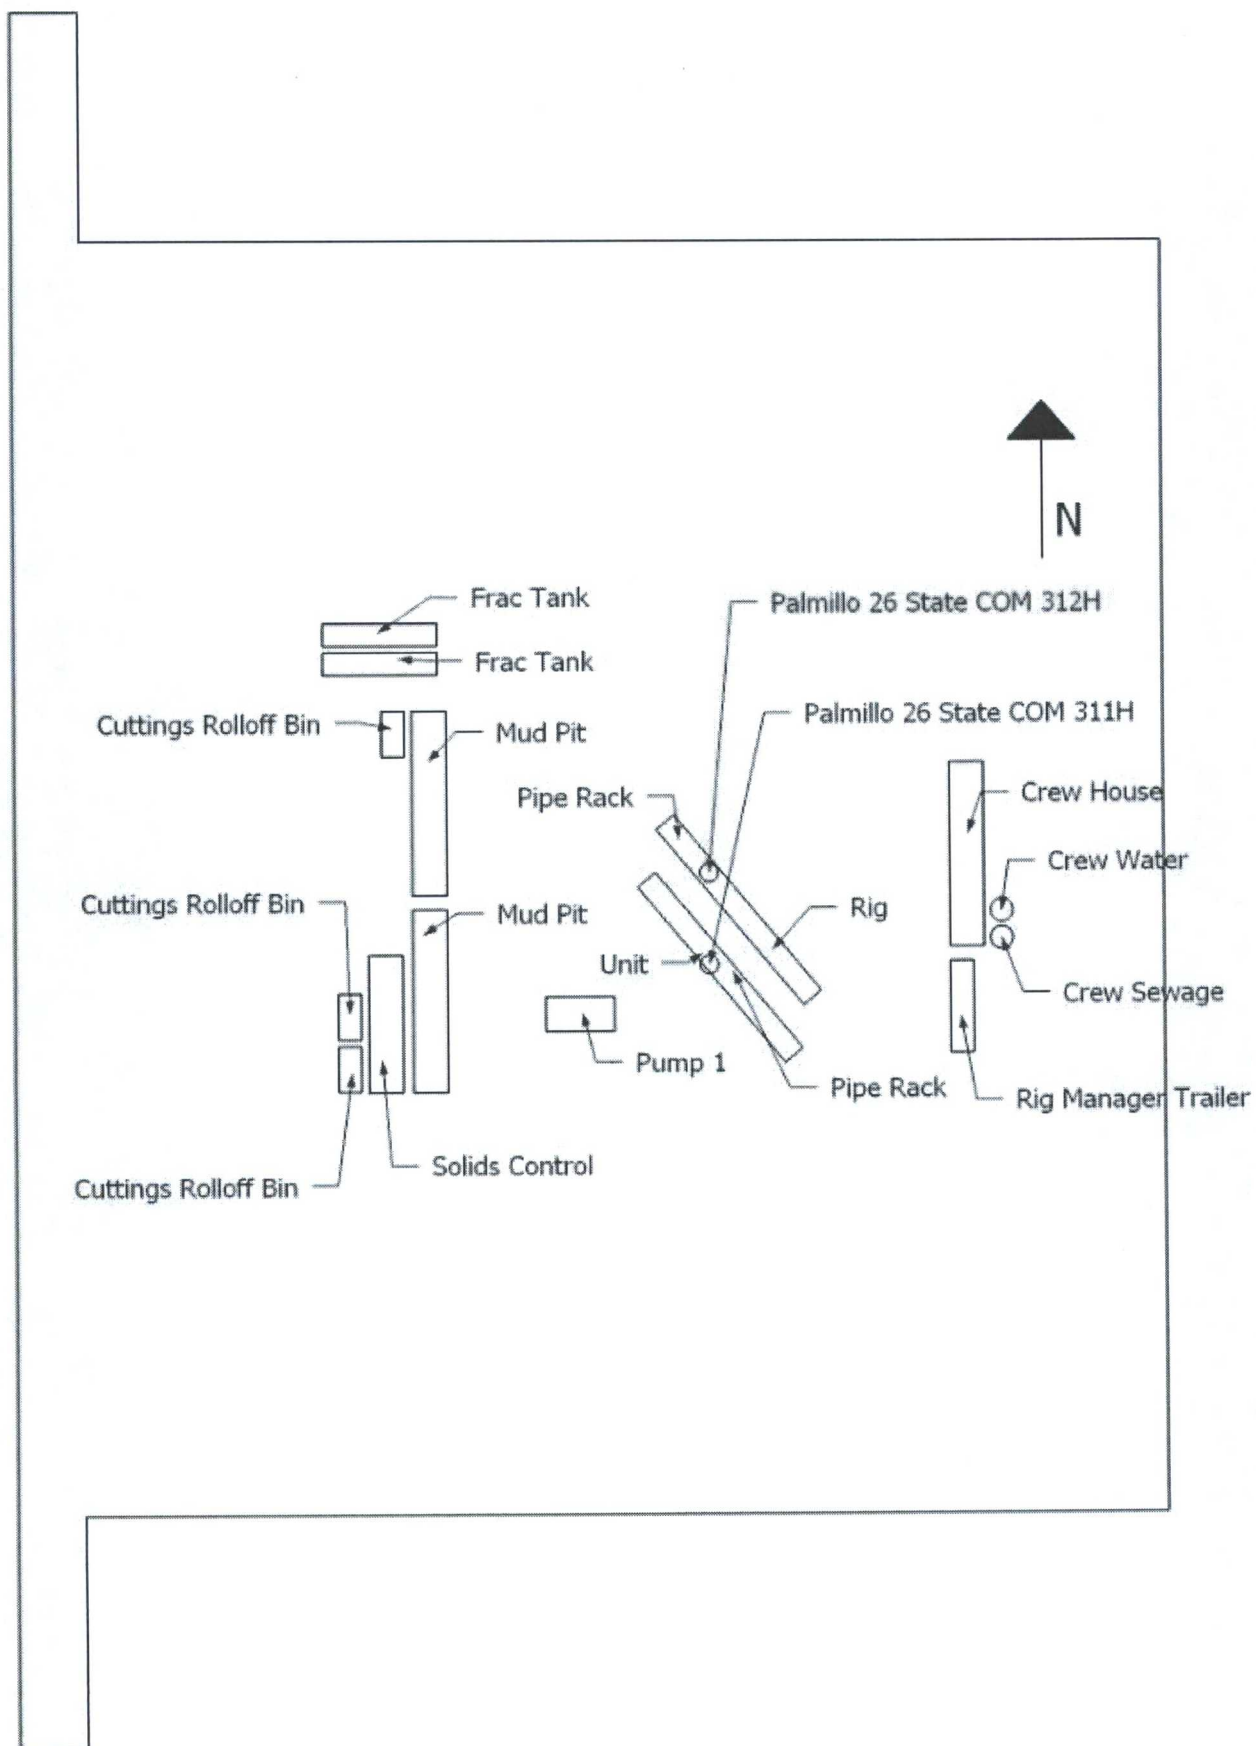 N
Frac Tank
Palmillo 26 State COM 312H
Frac Tank
Palmillo 26 State COM 311H
Cuttings Rolloff Bin
Mud Pit
Pipe Rack
Crew House
Crew Water
Cuttings Rolloff Bin
Mud Pit
Rig
Unit
Crew Sewage
Pump 1
Pipe Rack
Rig Manager Trailer
Solids Control
Cuttings Rolloff Bin